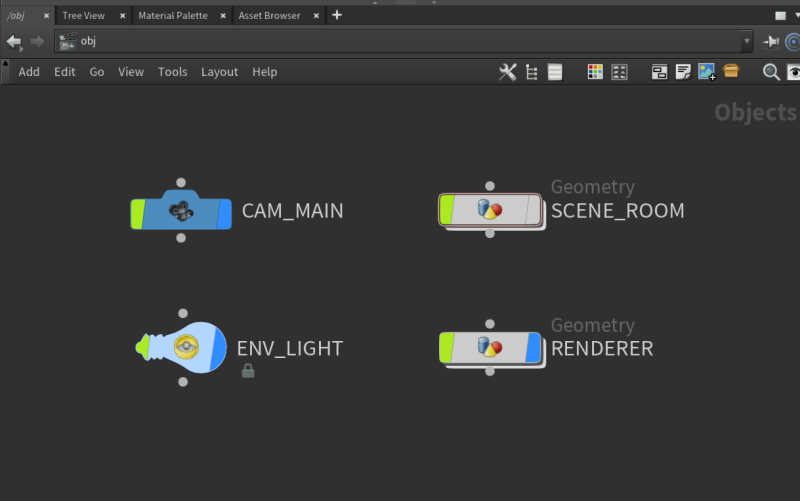 /obj Tree View Material Palette Asset Browser
obj
Add Edit Go View Tools Layout Help
Objects
CAM_MAIN
Geometry
SCENE_ROOM
ENV_LIGHT
Geometry
RENDERER